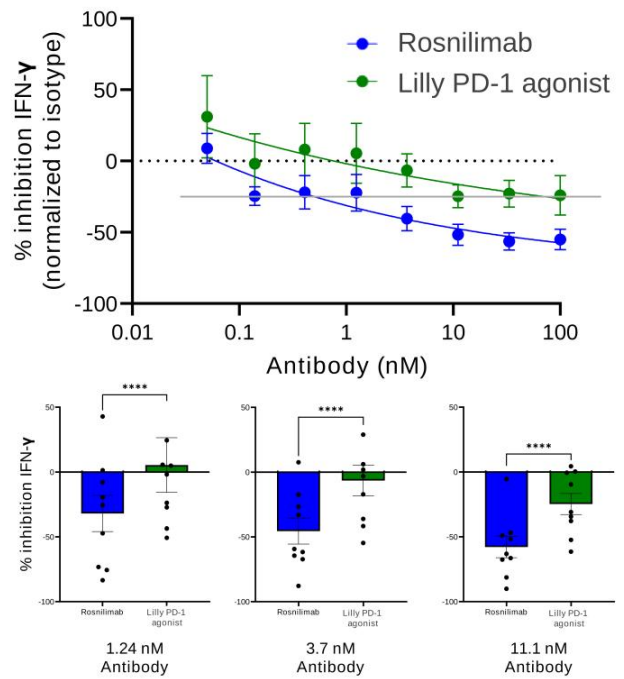 % inhibition IFN-γ
(normalized to isotype)
100
50
0
-50
-100
Rosnilimab
Lilly PD-1 agonist
0.01
0.1
1
10
100
Antibody (nM)
% inhibition IFN-γ
50
0
-50
-100
****
Rosnilimab
Lilly PD-1
agonist
1.24 nM
Antibody
50
0
-50
-100
****
Rosnilimab
Lilly PD-1
agonist
3.7 nM
Antibody
50
0
-50
-100
****
Rosnilimab
Lilly PD-1
agonist
11.1 nM
Antibody